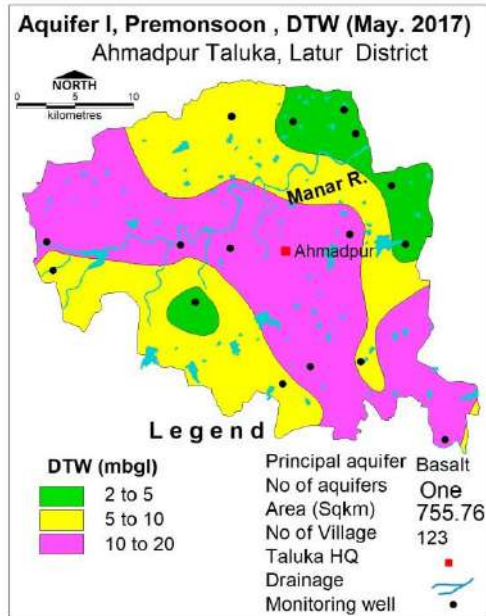 Aquifer I, Premonsoon , DTW (May. 2017)
Ahmadpur Taluka, Latur District
NORTH
0 5 10
kilometres
Manar R.
Ahmadpur
Legend
DTW (mbgl)
2 to 5
5 to 10
10 to 20
Principal aquifer Basalt
No of aquifers One
Area (Sqkm) 755.76
No of Village 123
Taluka HQ
Drainage
Monitoring well